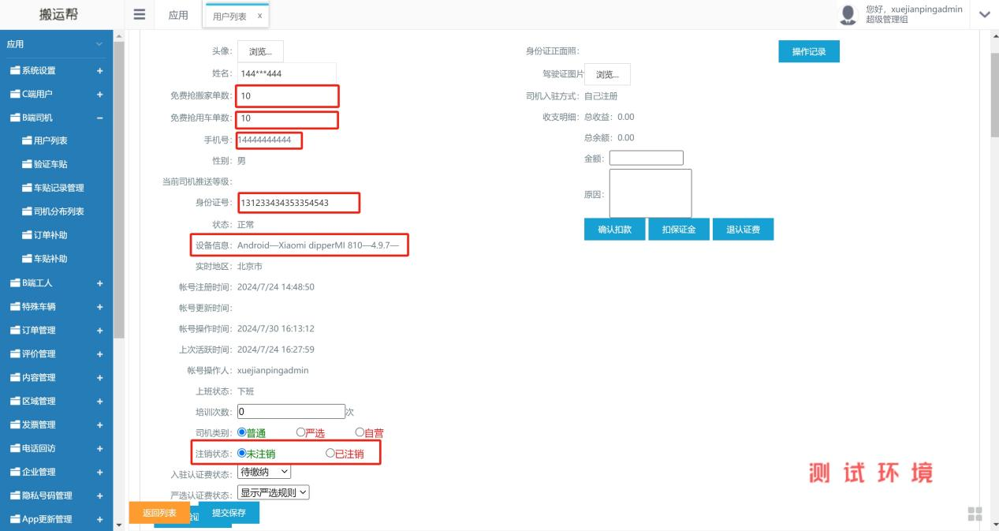 搬运帮
应用
用户列表 x
您好，xuejianpingadmin
超级管理组
应用
系统设置
C端用户
B端司机
用户列表
验证车贴
车贴记录管理
司机分布列表
订单补助
车贴补助
B端工人
特殊车辆
订单管理
评价管理
内容管理
区域管理
发票管理
电话回访
企业管理
隐私号码管理
App更新管理
头像： 浏览...
姓名： 144***444
免费抢搬家单数： 10
免费抢用车单数： 10
手机号： 14444444444
性别： 男
当前司机推送等级：
身份证号： 131233434353354543
状态： 正常
设备信息： Android—Xiaomi dipperMI 810—4.9.7—
实时地区： 北京市
帐号注册时间： 2024/7/24 14:48:50
帐号更新时间：
帐号操作时间： 2024/7/30 16:13:12
上次活跃时间： 2024/7/24 16:27:59
帐号操作人： xuejianpingadmin
上班状态： 下班
培训次数： 0 次
司机类别： 普通 严选 自营
注销状态： 未注销 已注销
入驻认证费状态： 待缴纳
严选认证费状态： 显示严选规则
返回列表 验证 提交保存
身份证正面照：
驾驶证图片 浏览...
司机入驻方式： 自己注册
收支明细： 总收益： 0.00
总余额： 0.00
金额：
原因：
确认扣款 扣保证金 退认证费
操作记录
测试环境